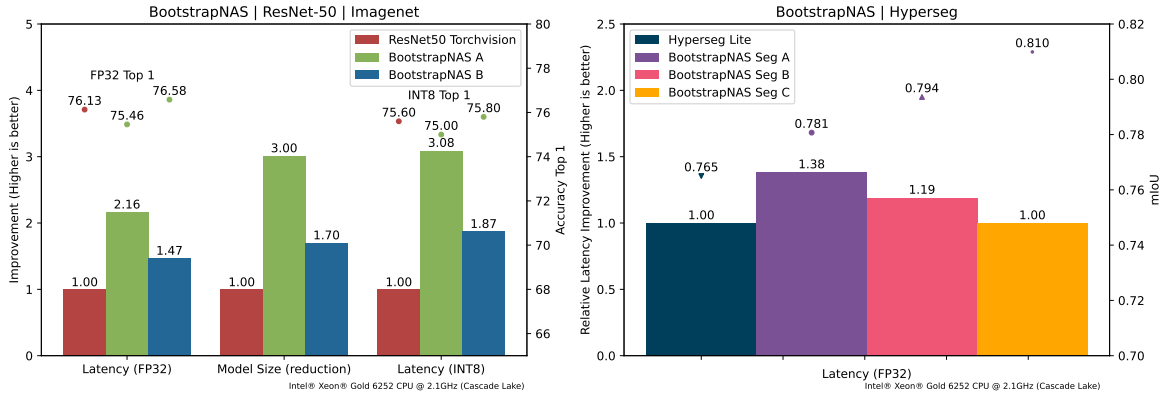 BootstrapNAS | ResNet-50 | Imagenet
Improvement (Higher is better)
5
4
3
2
1
0
80
78
76
74
72
70
68
66
Accuracy Top 1
ResNet50 Torchvision
BootstrapNAS A
BootstrapNAS B
FP32 Top 1
76.13
75.46
76.58
INT8 Top 1
75.60
75.00
75.80
1.00
2.16
1.47
1.00
3.00
1.70
1.00
3.08
1.87
Latency (FP32)
Model Size (reduction)
Latency (INT8)
Intel® Xeon® Gold 6252 CPU @ 2.1GHz (Cascade Lake)
BootstrapNAS | Hyperseg
Relative Latency Improvement (Higher is better)
2.5
2.0
1.5
1.0
0.5
0.0
0.82
0.80
0.78
0.76
0.74
0.72
0.70
mIoU
Hyperseg Lite
BootstrapNAS Seg A
BootstrapNAS Seg B
BootstrapNAS Seg C
0.765
0.781
0.794
0.810
1.00
1.38
1.19
1.00
Latency (FP32)
Intel® Xeon® Gold 6252 CPU @ 2.1GHz (Cascade Lake)